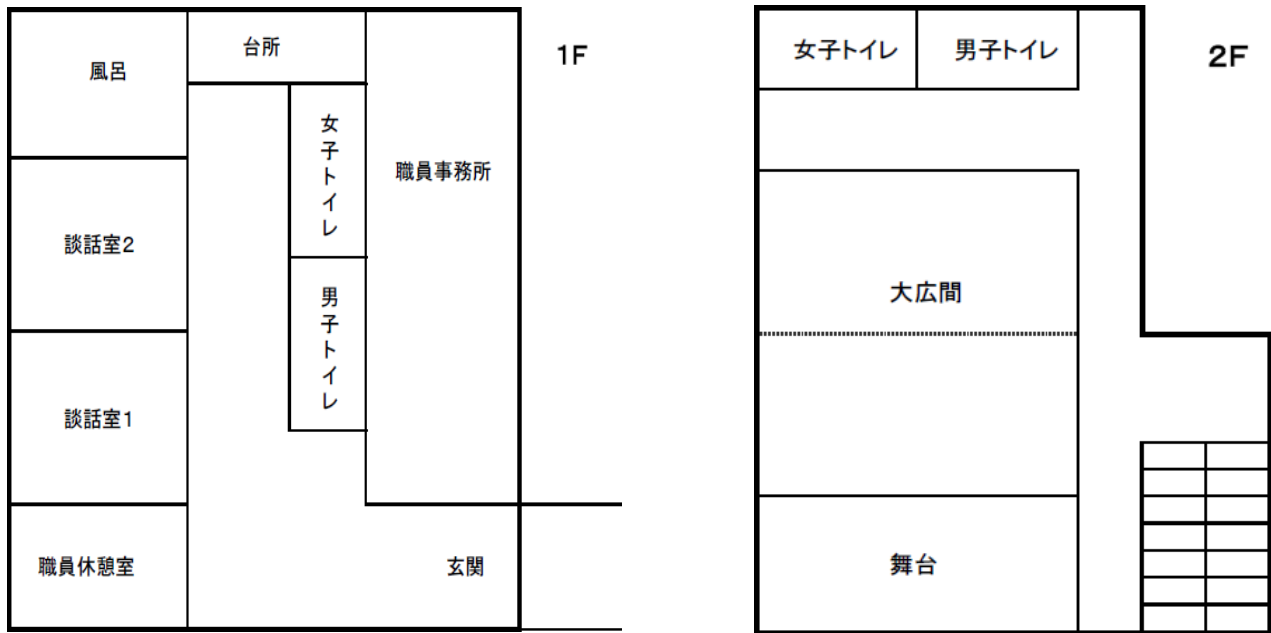 台所
1F
風呂
女子トイレ
職員事務所
談話室2
男子トイレ
談話室1
職員休憩室
玄関
女子トイレ
男子トイレ
2F
大広間
舞台